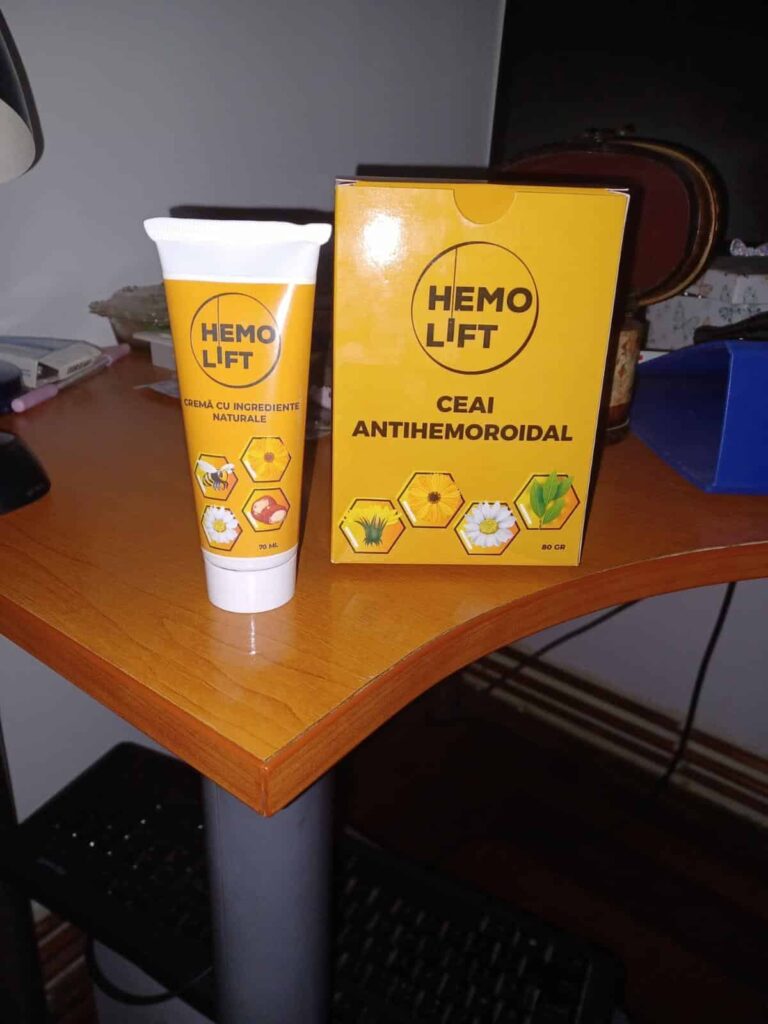 HEMO
LIFT
CREMĂ CU INGREDIENTE
NATURALE
70 ML
HEMO
LIFT
CEAI
ANTIHEMOROIDAL
80 GR